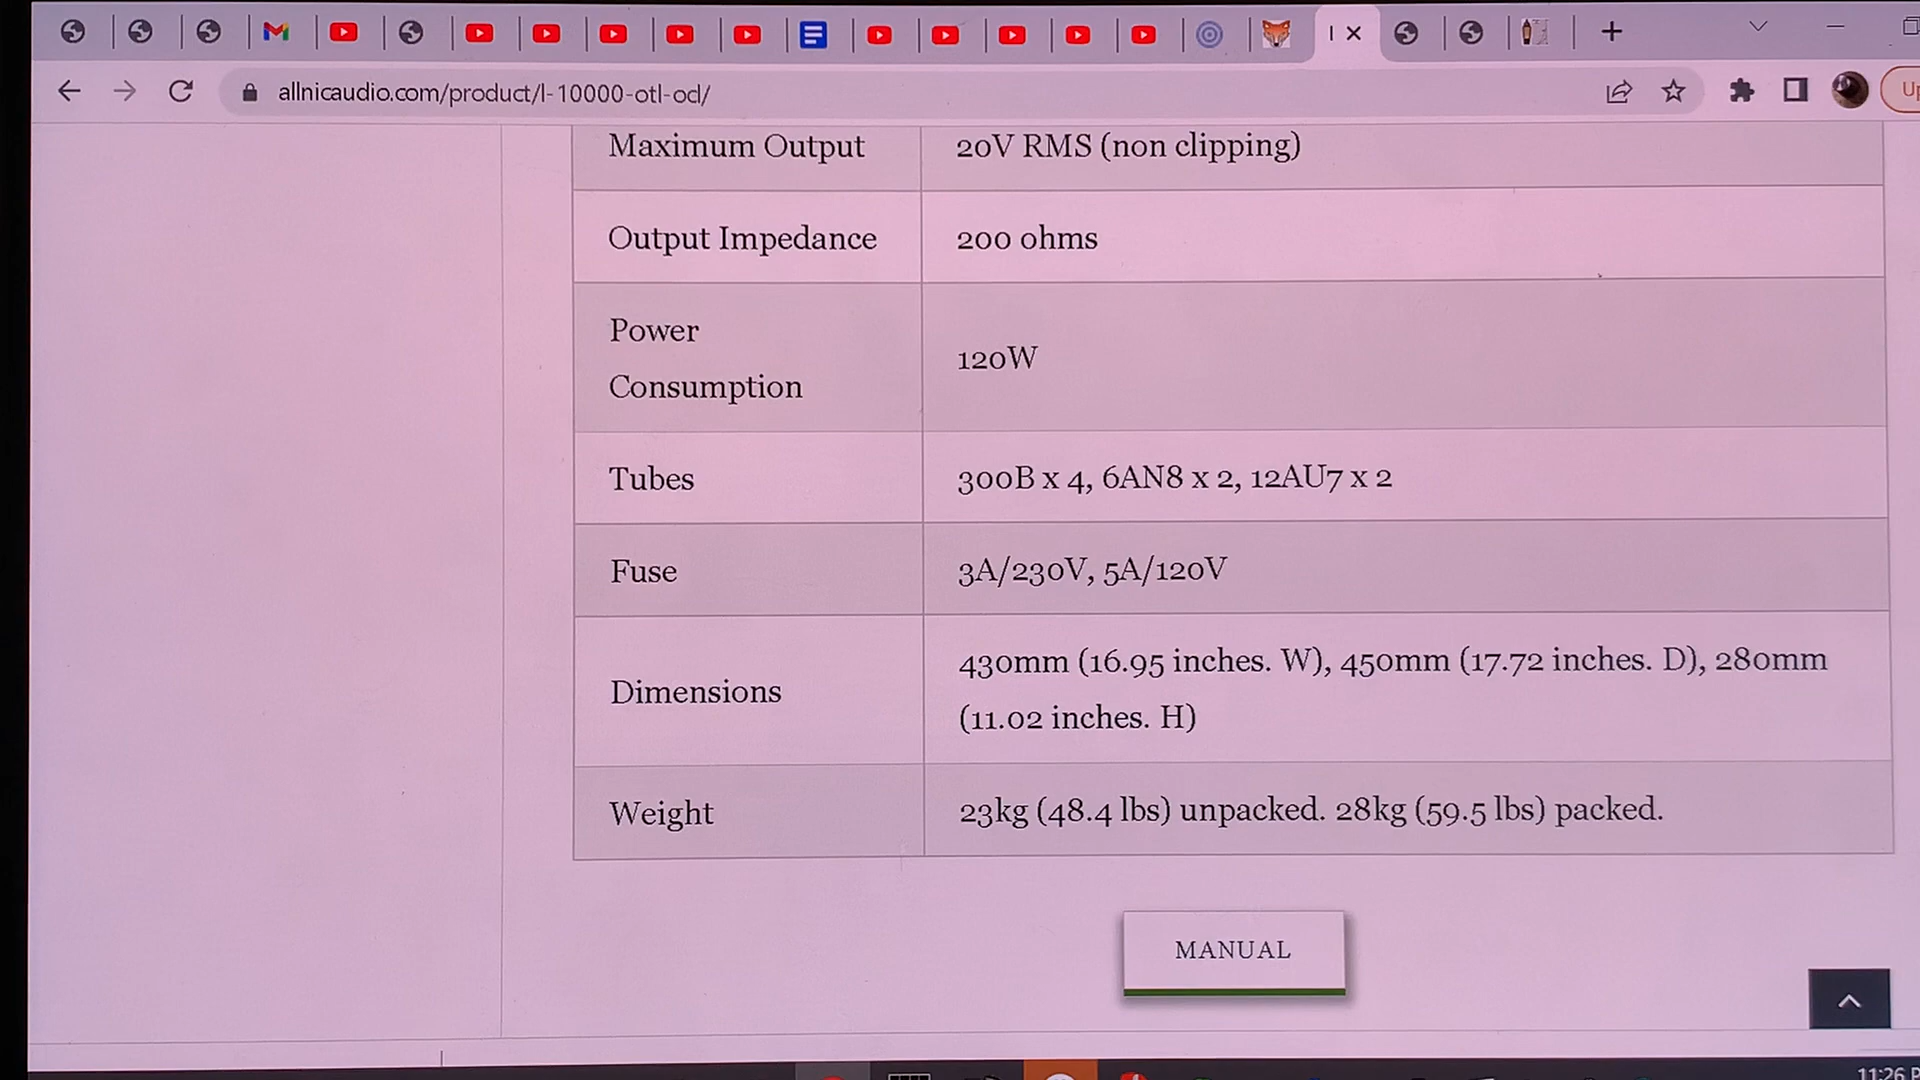 allnicaudio.com/product/l-10000-otl-ocl/
Maximum Output
20V RMS (non clipping)
Output Impedance
200 ohms
Power
Consumption
120W
Tubes
300B x 4, 6AN8 x 2, 12AU7 x 2
Fuse
3A/230V, 5A/120V
Dimensions
430mm (16.95 inches. W), 450mm (17.72 inches. D), 280mm
(11.02 inches. H)
Weight
23kg (48.4 lbs) unpacked. 28kg (59.5 lbs) packed.
MANUAL